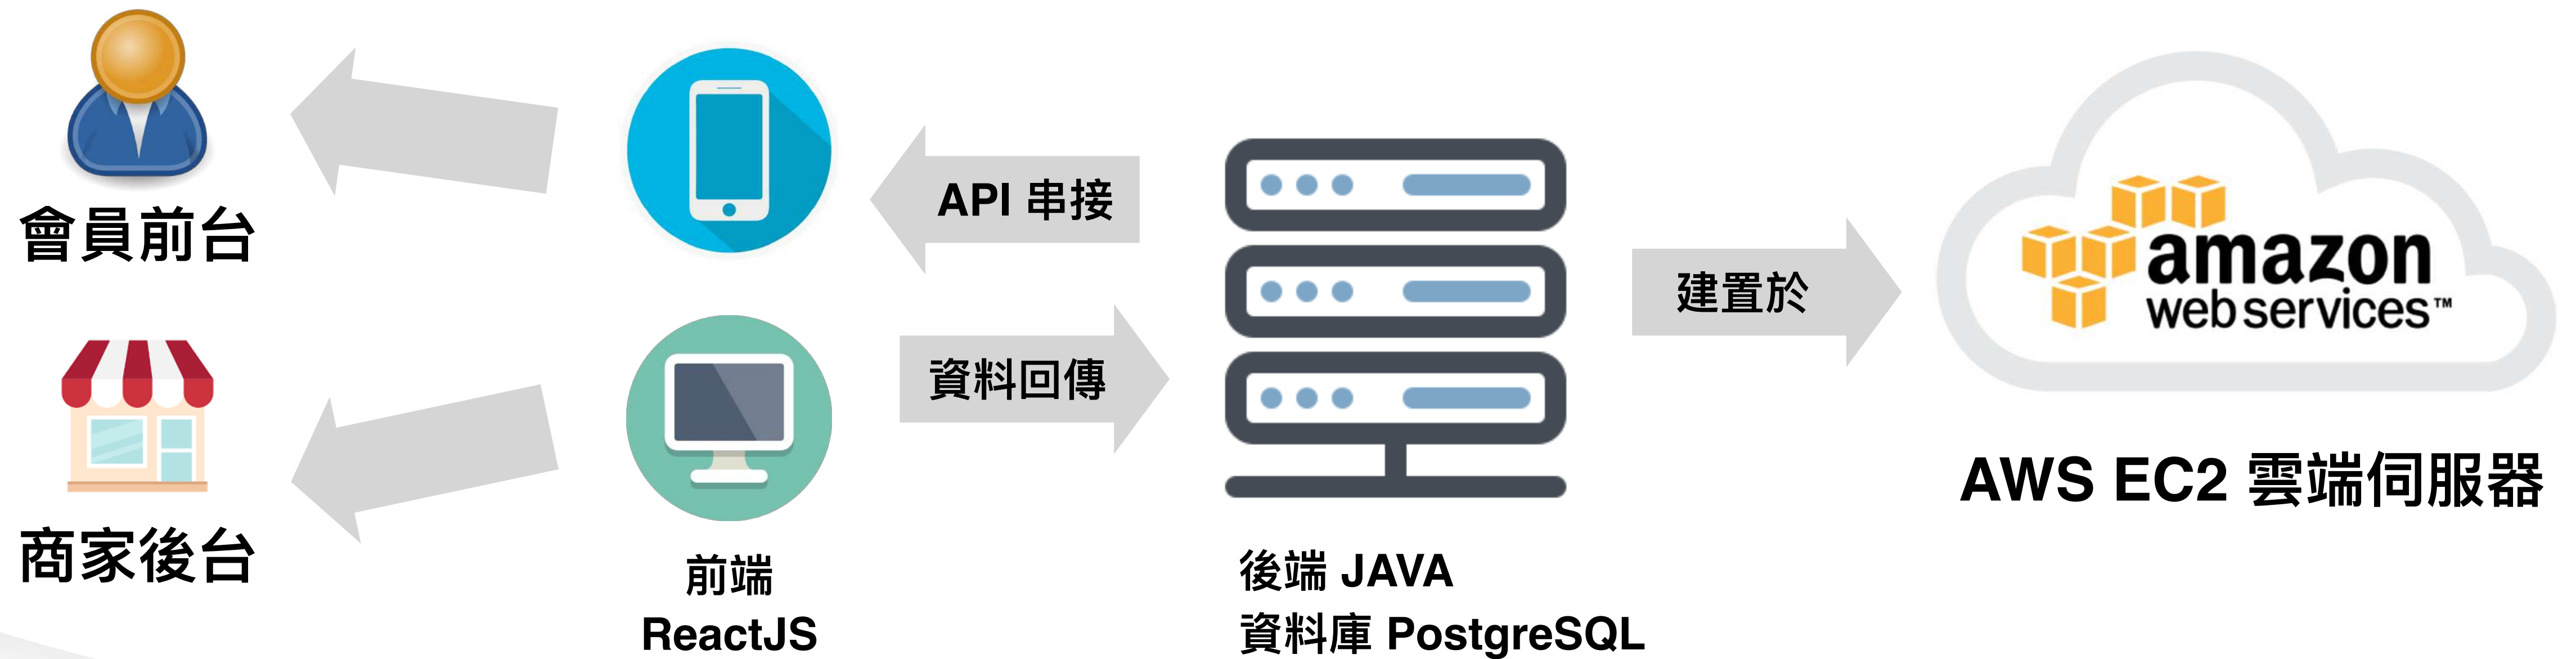 會員前台
商家後台
前端
ReactJS
API 串接
資料回傳
後端 JAVA
資料庫 PostgreSQL
建置於
amazon
web services™
AWS EC2 雲端伺服器